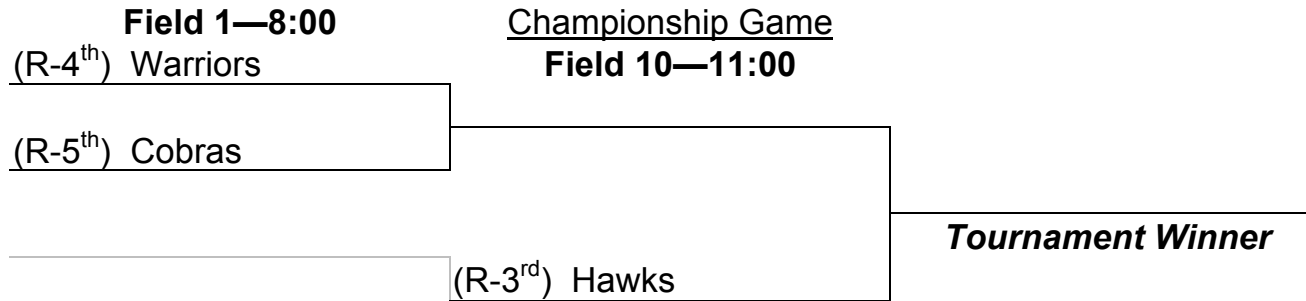 Field 1—8:00 Championship Game
(R-4th) Warriors Field 10—11:00
(R-5th) Cobras
Tournament Winner
(R-3rd) Hawks